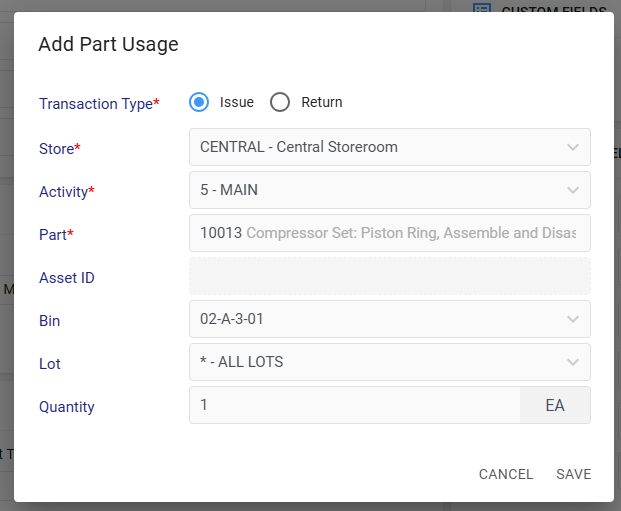 CUSTOM FIELDS
Add Part Usage
Transaction Type* Issue Return
Store* CENTRAL - Central Storeroom
Activity* 5 - MAIN
Part* 10013 Compressor Set: Piston Ring, Assemble and Disas
Asset ID
M
Bin 02-A-3-01
Lot * - ALL LOTS
Quantity 1 EA
t T
CANCEL SAVE